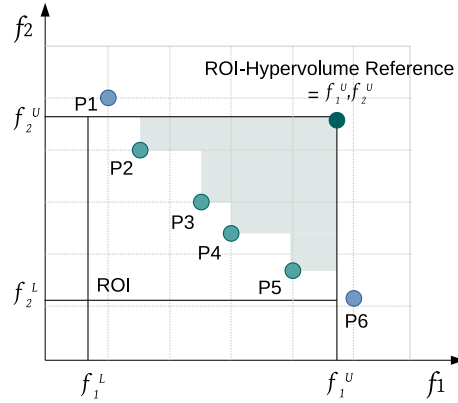 f2
ROI-Hypervolume Reference
= f₁ᵁ, f₂ᵁ
P1
f₂ᵁ
P2
P3
P4
P5
ROI
f₂ᴸ
P6
f₁ᴸ
f₁ᵁ
f1